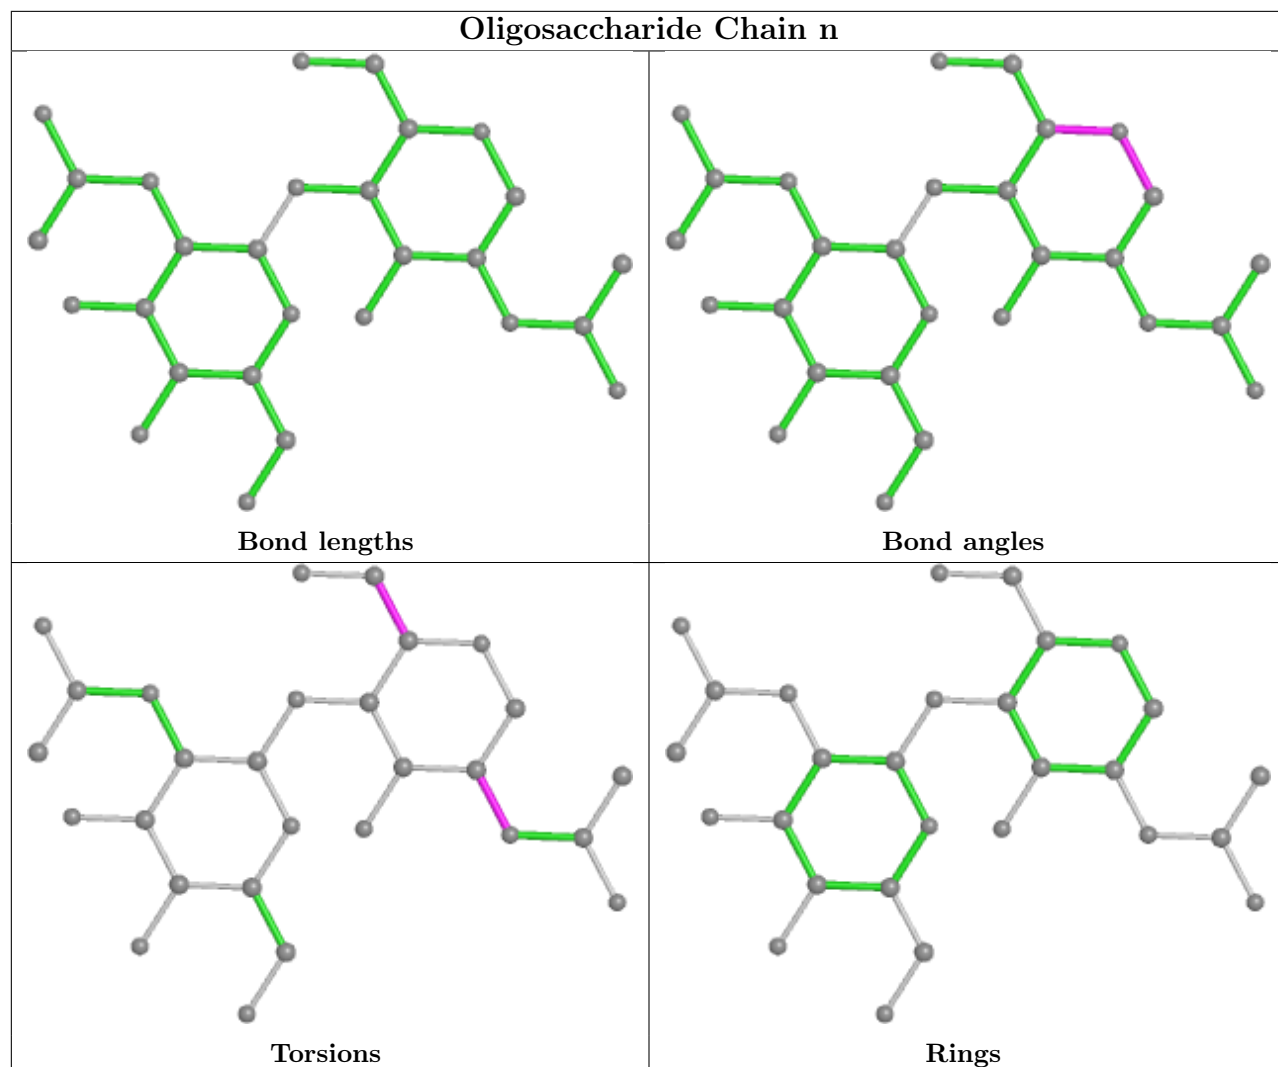 Oligosaccharide Chain n
Bond lengths
Bond angles
Torsions
Rings